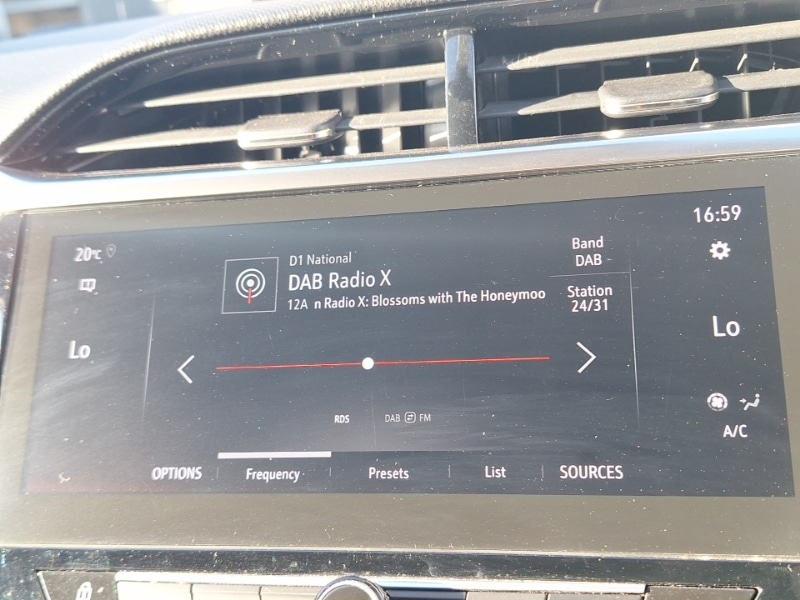 16:59
20°C
D1 National
DAB Radio X
12A n Radio X: Blossoms with The Honeymoo
Band
DAB
Station
24/31
Lo
Lo
RDS
DAB FM
A/C
OPTIONS
Frequency
Presets
List
SOURCES